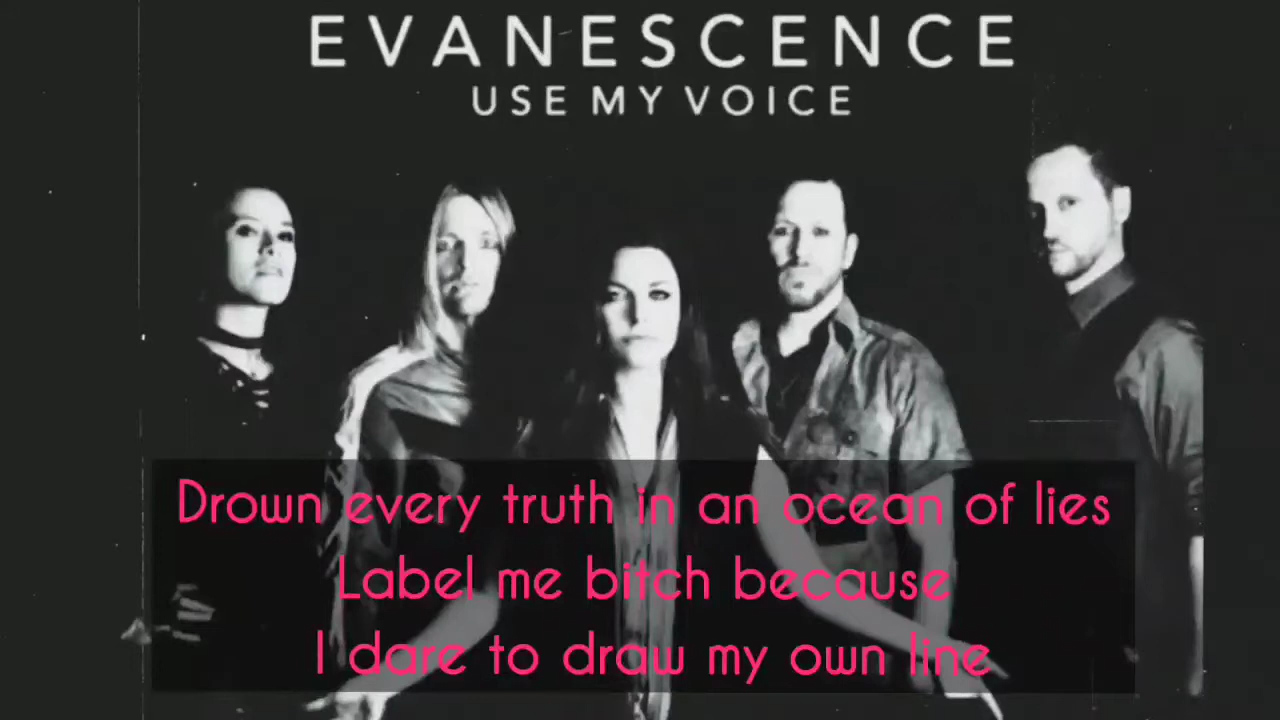 EVANESCENCE
USE MY VOICE
Drown every truth in an ocean of lies
Label me bitch because
I dare to draw my own line